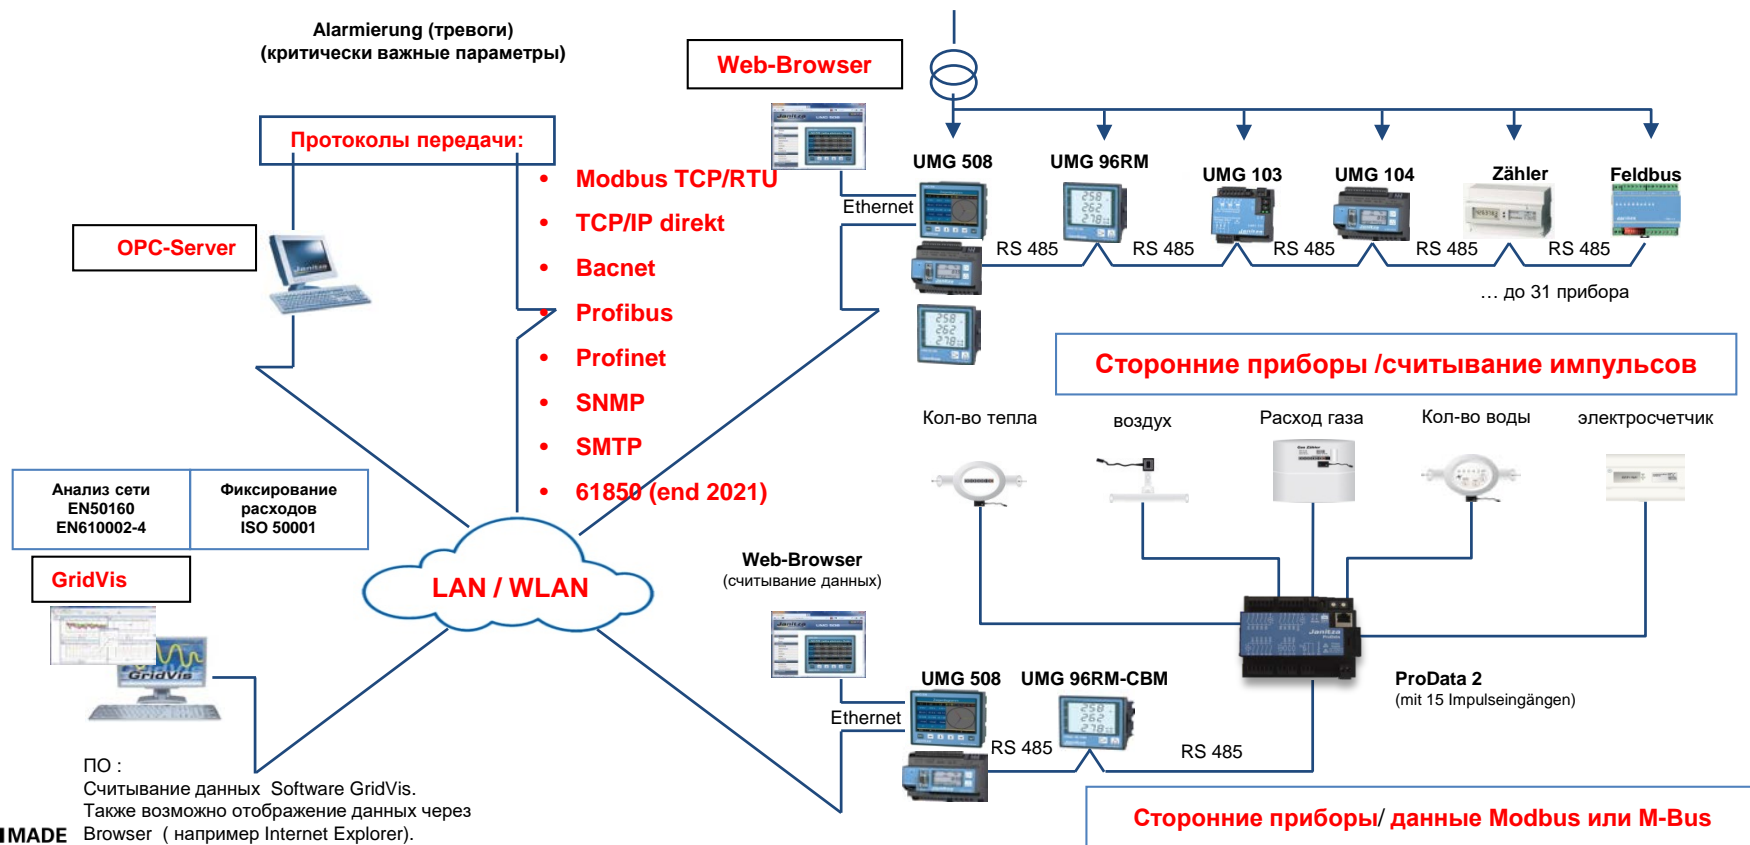 Alarmierung (тревоги)
(критически важные параметры)
Web-Browser
Протоколы передачи:
• Modbus TCP/RTU
• TCP/IP direkt
• Bacnet
• Profibus
• Profinet
• SNMP
• SMTP
• 61850 (end 2021)
OPC-Server
UMG 508
UMG 96RM
UMG 103
UMG 104
Zähler
Feldbus
Ethernet
RS 485
RS 485
RS 485
RS 485
RS 485
… до 31 прибора
Сторонние приборы /считывание импульсов
Кол-во тепла
воздух
Расход газа
Кол-во воды
электросчетчик
Анализ сети
EN50160
EN610002-4
Фиксирование
расходов
ISO 50001
GridVis
GridVis
LAN / WLAN
Web-Browser
(считывание данных)
UMG 508
UMG 96RM-CBM
Ethernet
RS 485
RS 485
Janitza
ProData 2
(mit 15 Impulseingängen)
ПО :
Считывание данных Software GridVis.
Также возможно отображение данных через
Browser ( например Internet Explorer).
MADE
Сторонние приборы/ данные Modbus или M-Bus